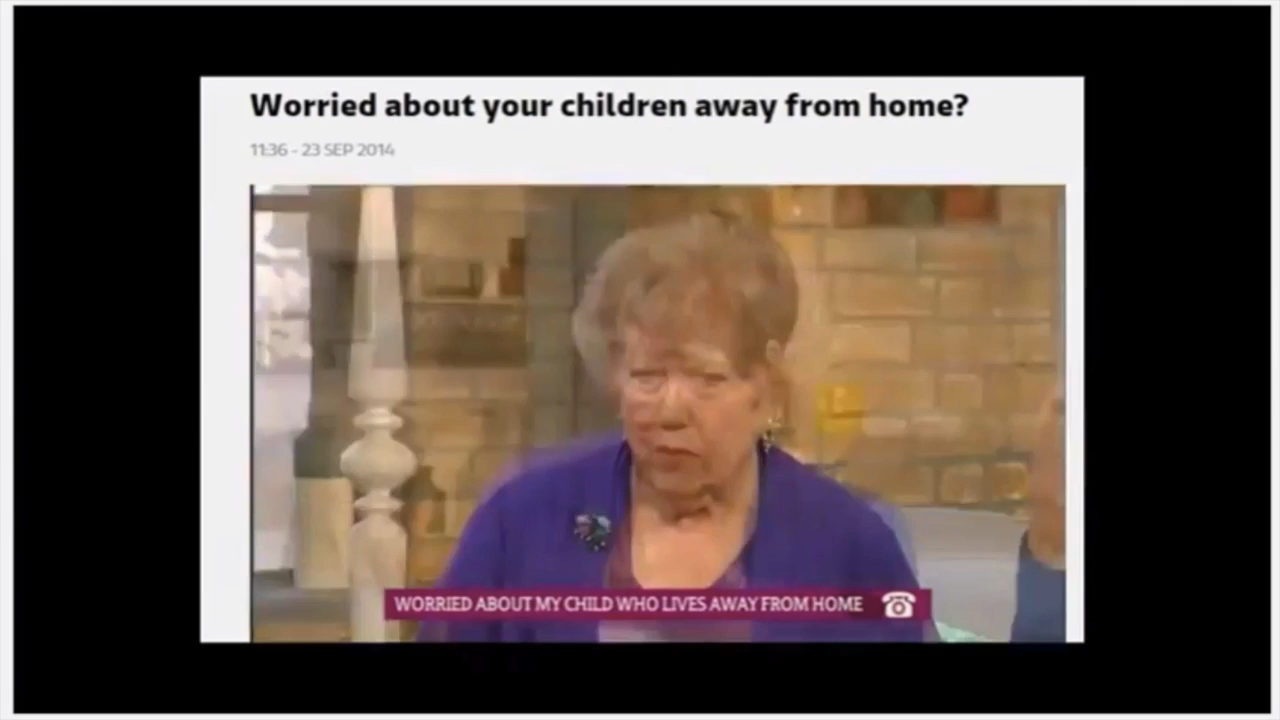 Worried about your children away from home?
11:36 - 23 SEP 2014
WORRIED ABOUT MY CHILD WHO LIVES AWAY FROM HOME